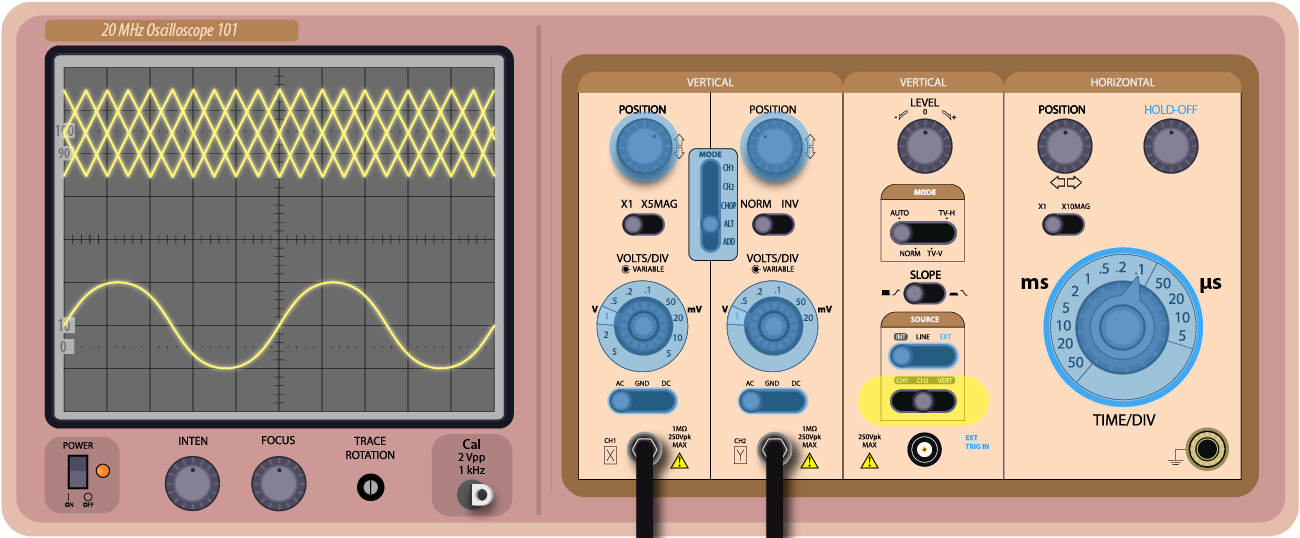 20 MHz Oscilloscope 101
100
90
10
0
POWER
ON OFF
INTEN
FOCUS
TRACE
ROTATION
Cal
2 Vpp
1 kHz
VERTICAL
POSITION
POSITION
MODE
CH1
CH2
CHOP
ALT
ADD
X1 X5MAG
NORM INV
VOLTS/DIV
VARIABLE
V
mV
.5 .2 .1 50 20 10 5 5 2 1
VOLTS/DIV
VARIABLE
V
mV
.5 .2 .1 50 20 10 5 5 2 1
AC GND DC
AC GND DC
CH1
X
1MΩ
250Vpk
MAX
CH2
Y
1MΩ
250Vpk
MAX
VERTICAL
LEVEL
- 0 +
MODE
AUTO TV-H
NORM TV-V
SLOPE
SOURCE
INT LINE EXT
CH1 CH2 VERT
250Vpk
MAX
EXT
TRIG IN
HORIZONTAL
POSITION
HOLD-OFF
X1 X10MAG
ms
µs
.5 .2 .1 50 20 10 5 50 20 10 5 2 1
TIME/DIV